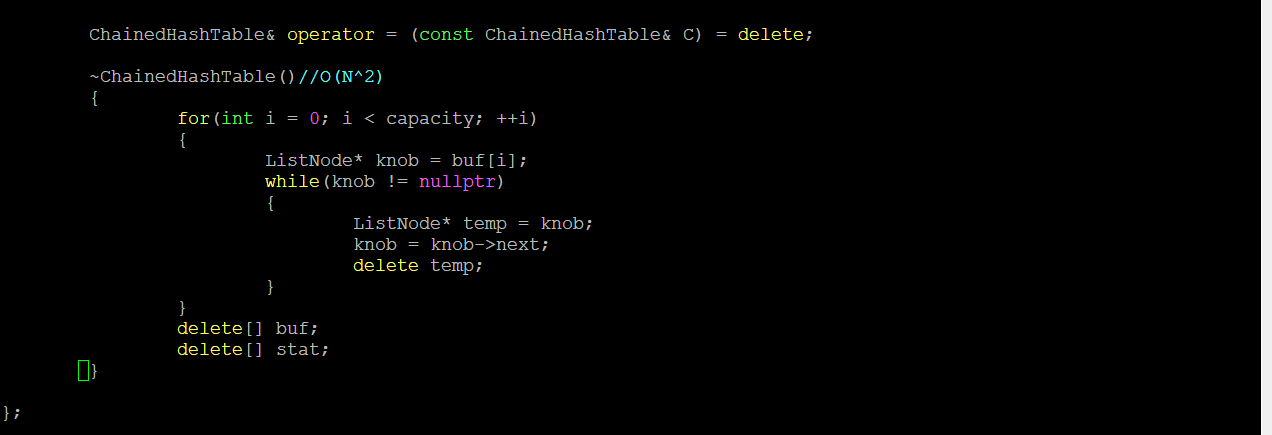 ChainedHashTable& operator = (const ChainedHashTable& C) = delete;
~ChainedHashTable()//O(N^2)
{
for(int i = 0; i < capacity; ++i)
{
ListNode* knob = buf[i];
while(knob != nullptr)
{
ListNode* temp = knob;
knob = knob->next;
delete temp;
}
}
delete[] buf;
delete[] stat;
}
};